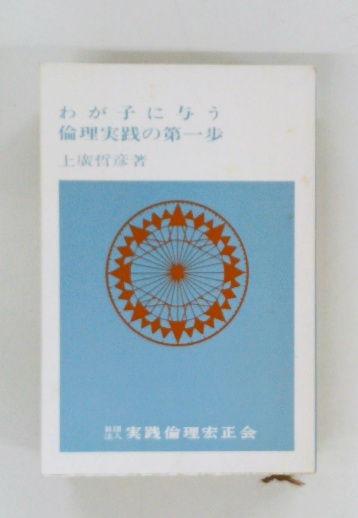 わが子に与う
倫理実践の第一歩
上廣哲彦著
社団法人 実践倫理宏正会